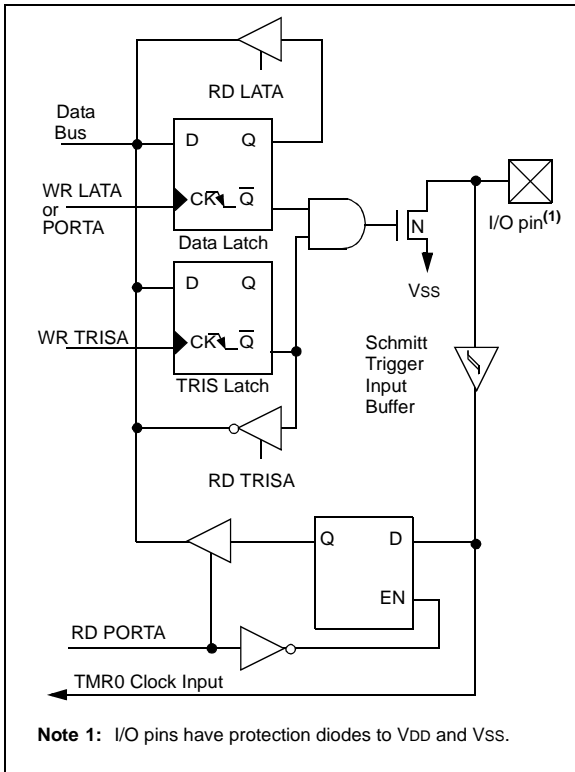 RD LATA
Data
Bus
D Q
WR LATA
or
PORTA
CK Q
Data Latch
N
I/O pin(1)
VSS
D Q
WR TRISA
CK Q
TRIS Latch
Schmitt
Trigger
Input
Buffer
RD TRISA
Q D
EN
RD PORTA
TMR0 Clock Input
Note 1: I/O pins have protection diodes to VDD and VSS.